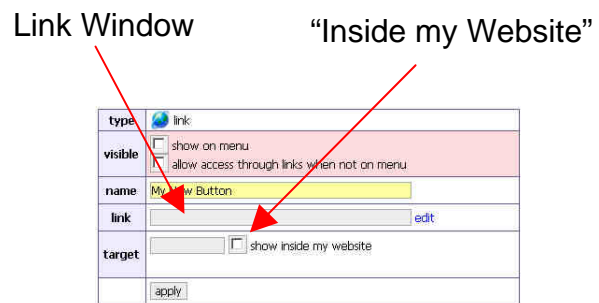 Link Window
“Inside my Website”
type link
visible show on menu
allow access through links when not on menu
name My New Button
link edit
target show inside my website
apply